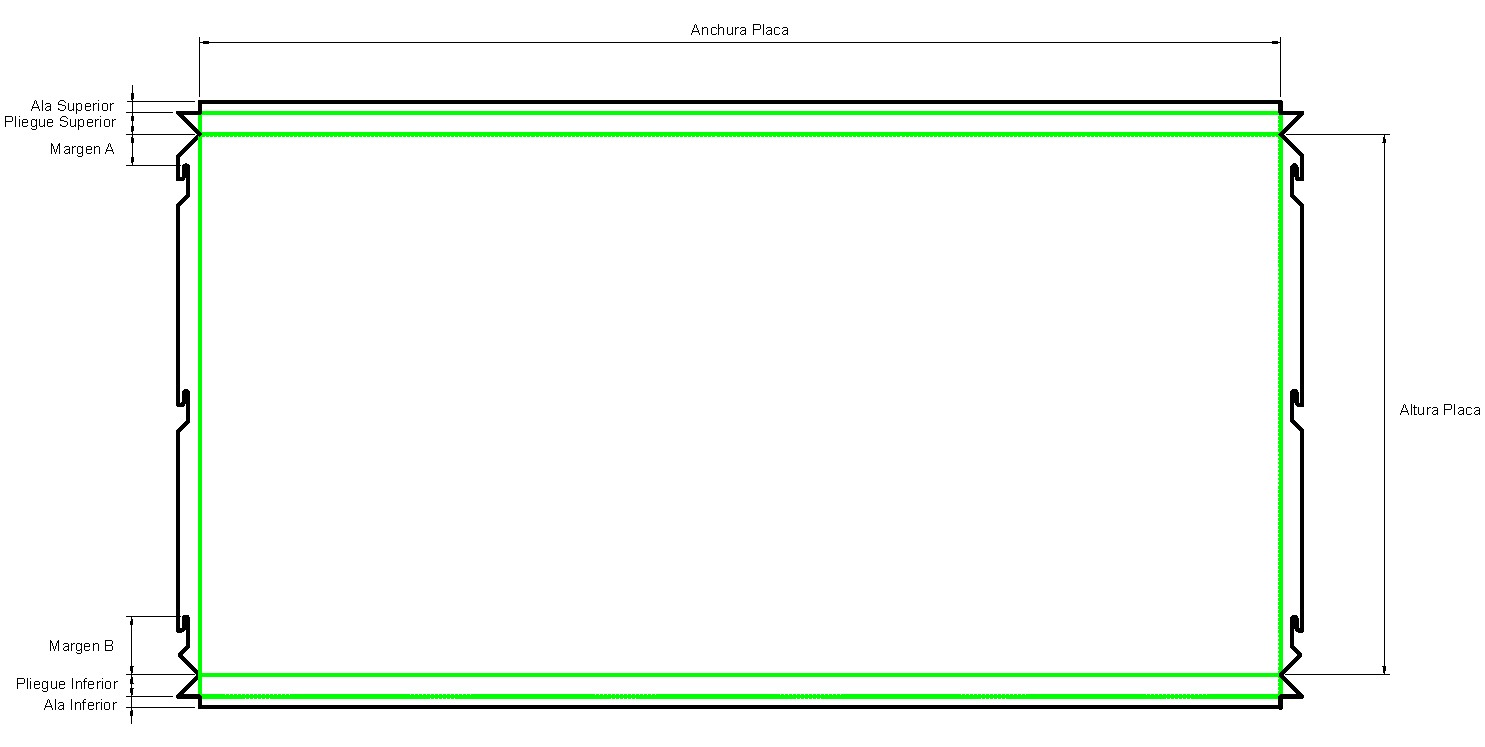 Anchura Placa
Ala Superior
Pliegue Superior
Margen A
Altura Placa
Margen B
Pliegue Inferior
Ala Inferior